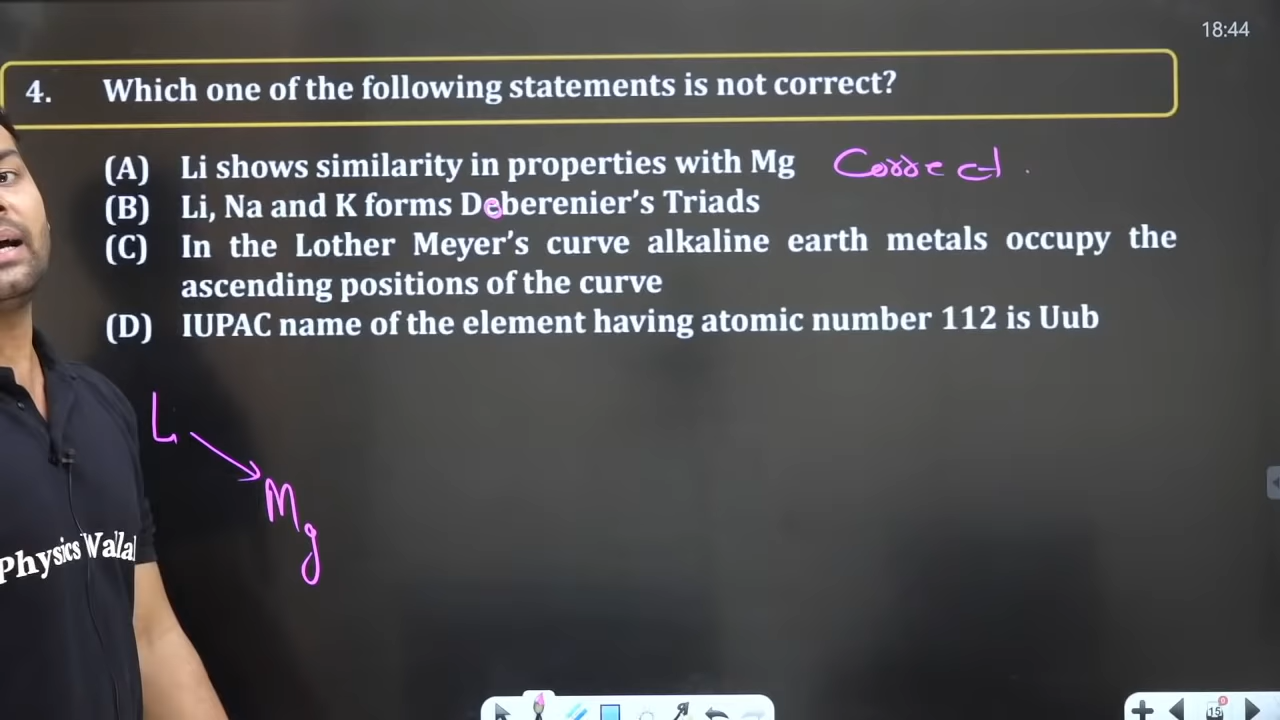 18:44
4. Which one of the following statements is not correct?
(A) Li shows similarity in properties with Mg Correct.
(B) Li, Na and K forms Deberenier's Triads
(C) In the Lother Meyer's curve alkaline earth metals occupy the
ascending positions of the curve
(D) IUPAC name of the element having atomic number 112 is Uub
Li
Mg
Physics Walla
15